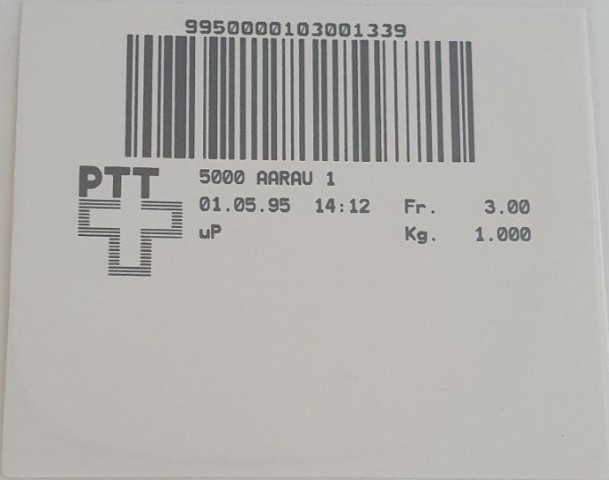 9950000103001339
PTT
5000 AARAU 1
01.05.95 14:12 Fr. 3.00
uP Kg. 1.000